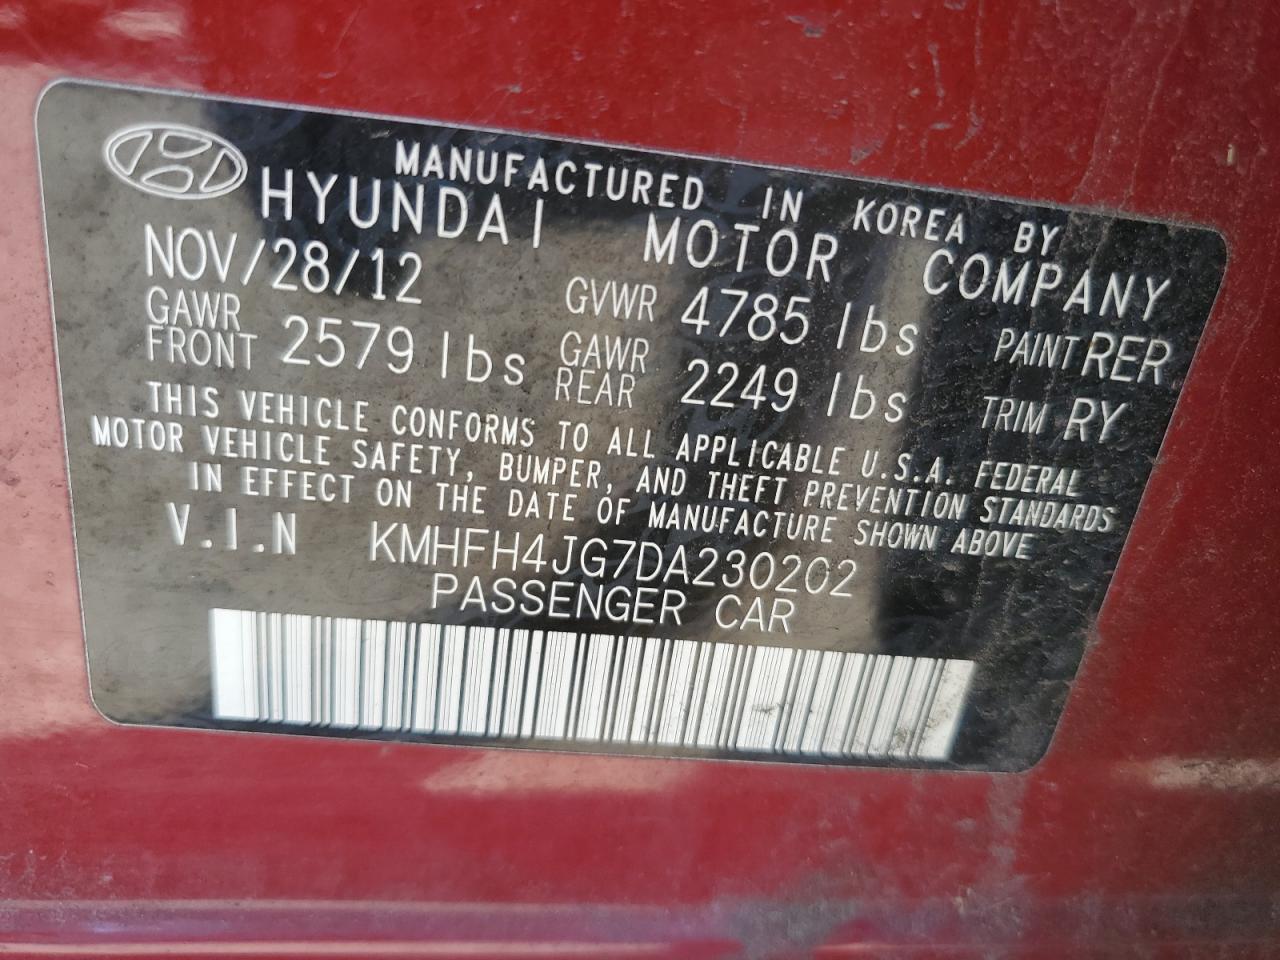 MANUFACTURED IN KOREA BY
HYUNDAI MOTOR COMPANY
NOV/28/12 GVWR 4785 lbs PAINT RER
GAWR FRONT 2579 lbs GAWR REAR 2249 lbs TRIM RY
THIS VEHICLE CONFORMS TO ALL APPLICABLE U.S.A. FEDERAL
MOTOR VEHICLE SAFETY, BUMPER, AND THEFT PREVENTION STANDARDS
IN EFFECT ON THE DATE OF MANUFACTURE SHOWN ABOVE
V.I.N KMHFH4JG7DA230202
PASSENGER CAR